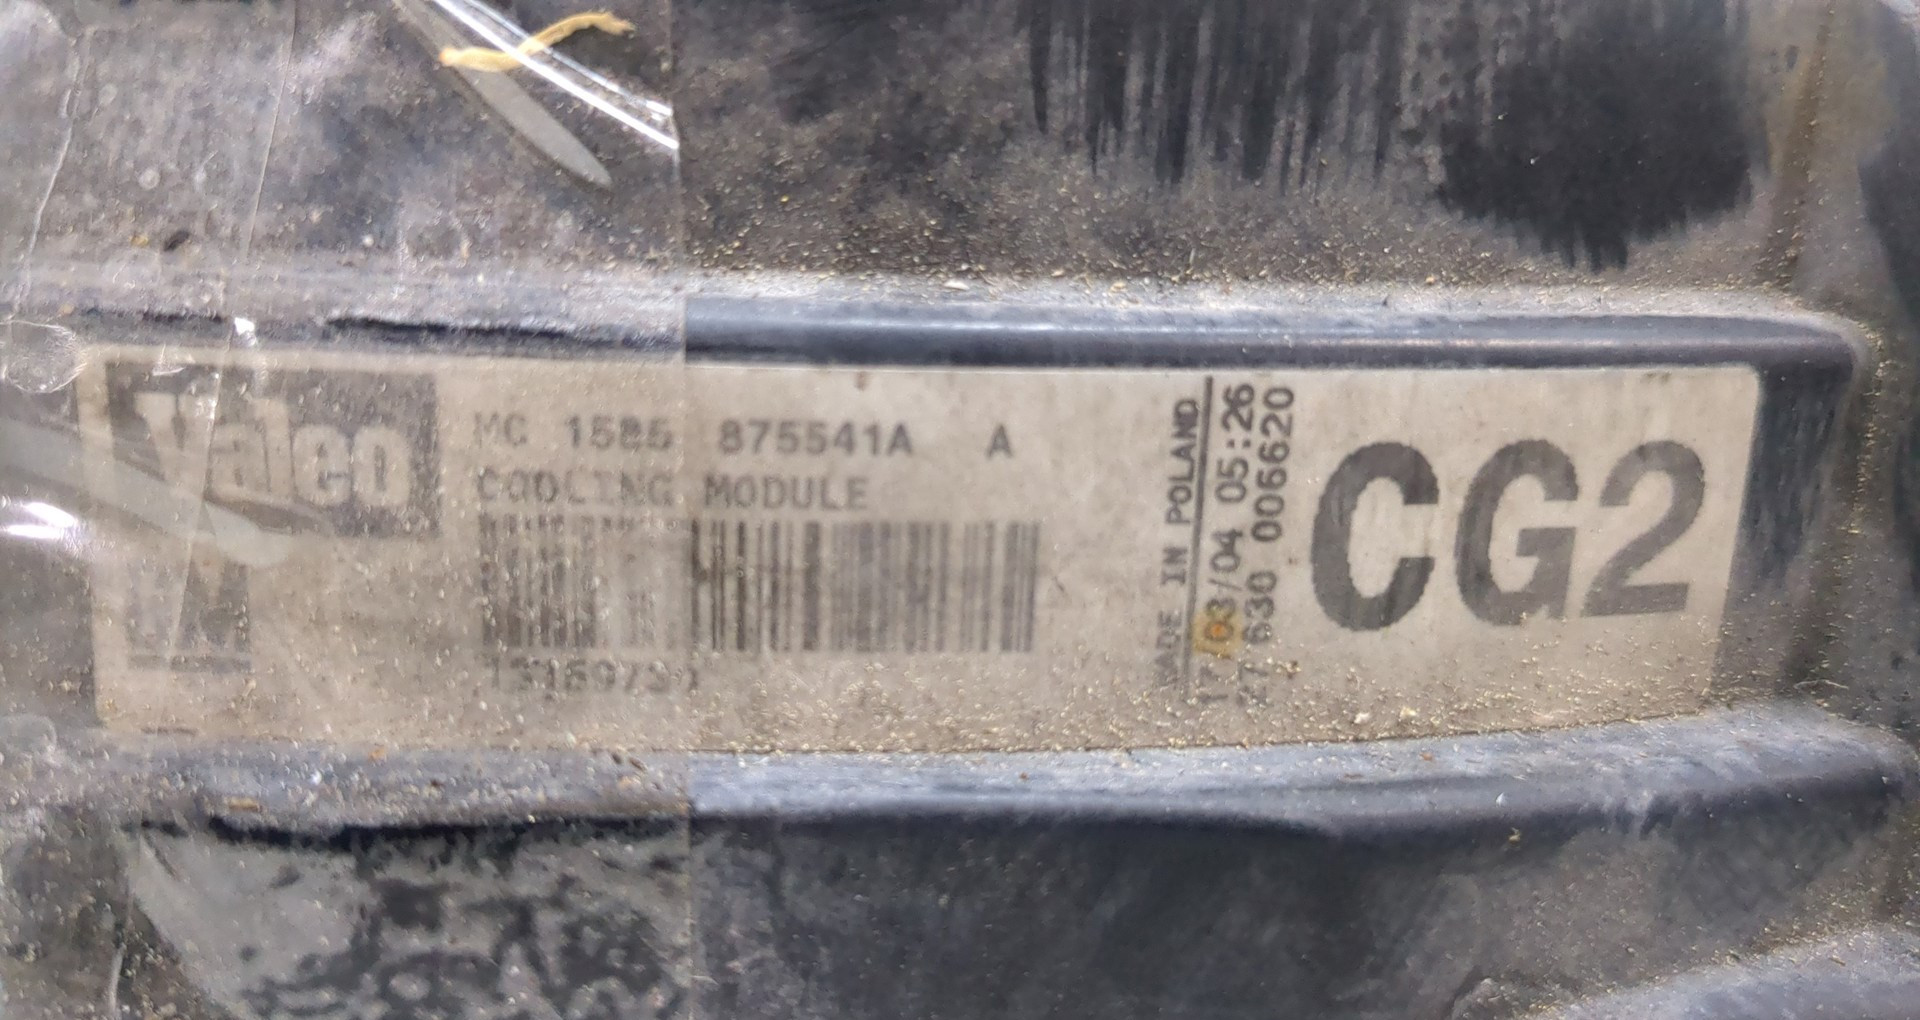 Valeo
MC 1585 875541A A
COOLING MODULE
MADE IN POLAND
17/03/04 05:26
27 630 006620
CG2